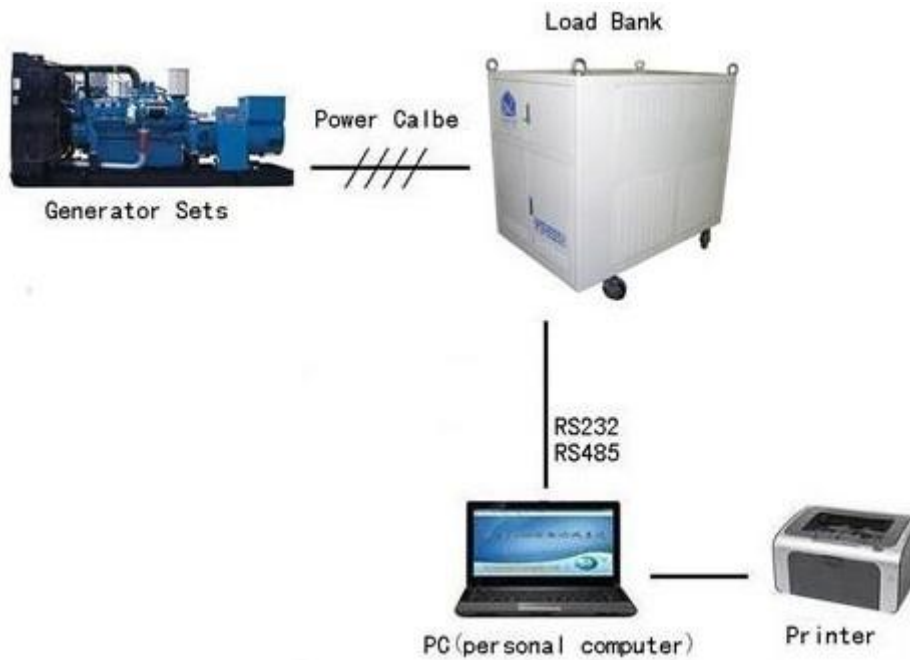 Load Bank
Power Calbe
Generator Sets
RS232
RS485
PC(personal computer)
Printer